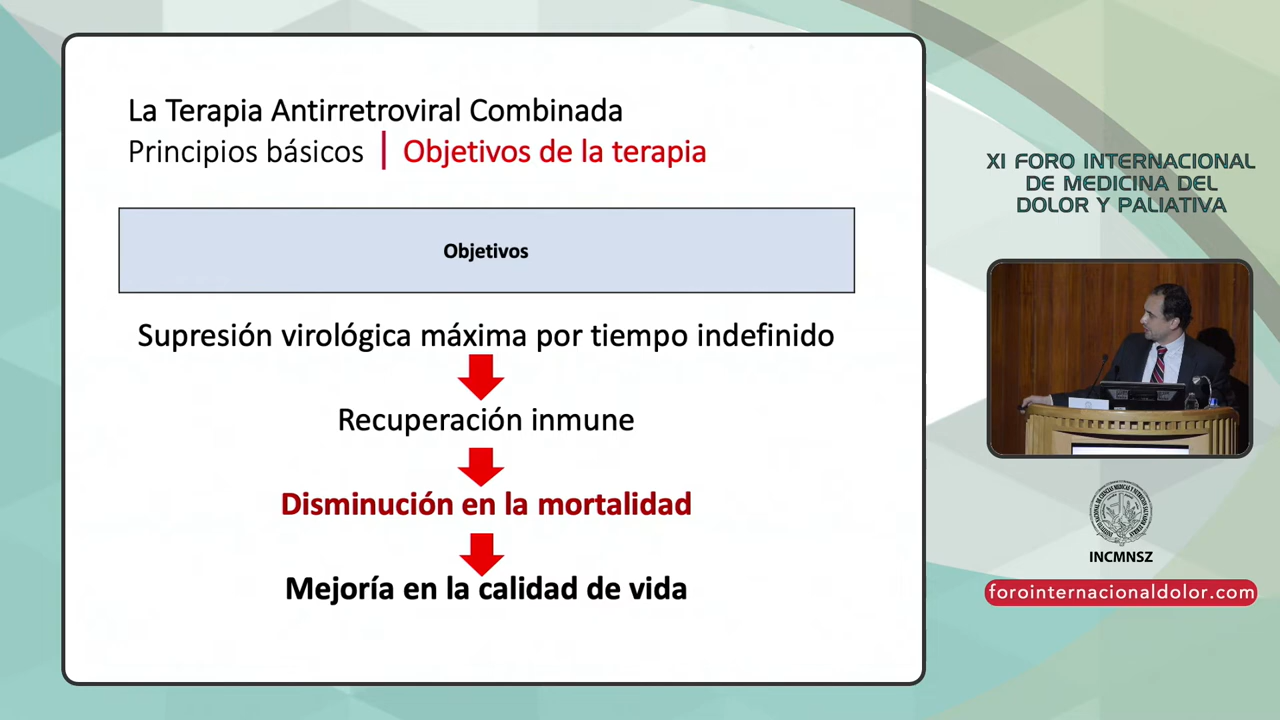 La Terapia Antirretroviral Combinada
Principios básicos | Objetivos de la terapia
Objetivos
Supresión virológica máxima por tiempo indefinido
Recuperación inmune
Disminución en la mortalidad
Mejoría en la calidad de vida
XI FORO INTERNACIONAL
DE MEDICINA DEL
DOLOR Y PALIATIVA
INCMNSZ
forointernacionaldolor.com